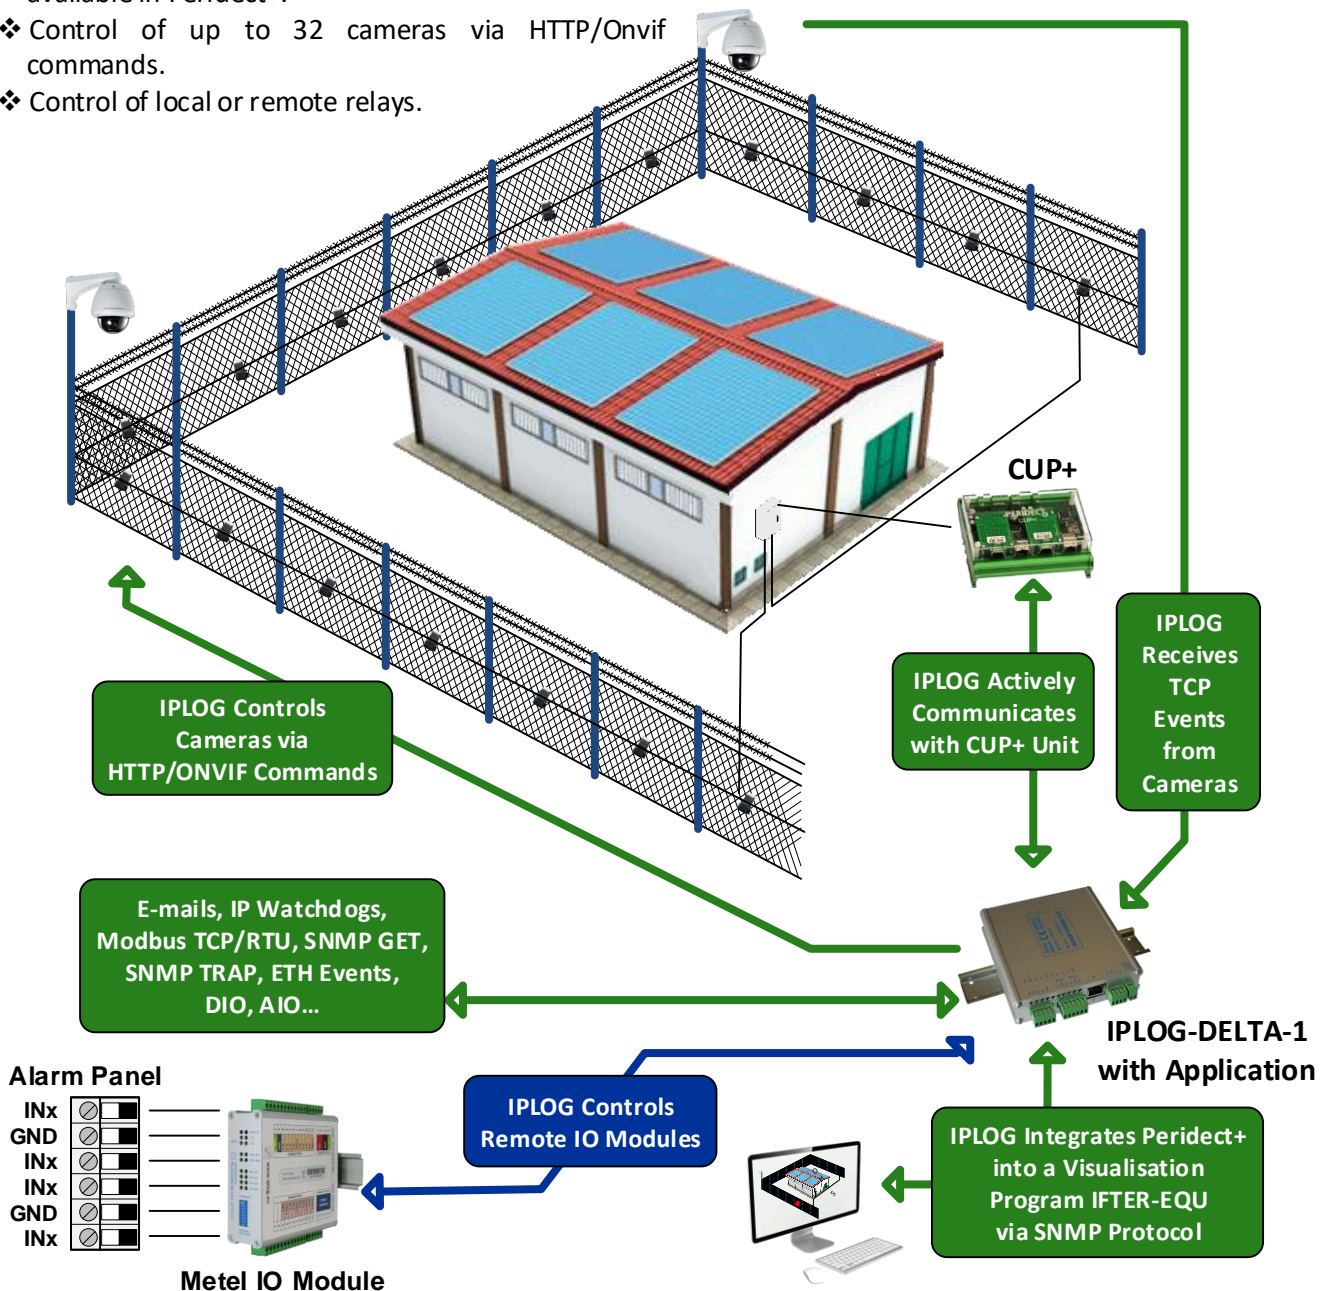 ❖ Control of up to 32 cameras via HTTP/Onvif
commands.
❖ Control of local or remote relays.
CUP+
PERIDECT
CUP+
IPLOG
Receives
TCP
Events
from
Cameras
IPLOG Actively
Communicates
with CUP+ Unit
IPLOG Controls
Cameras via
HTTP/ONVIF Commands
E-mails, IP Watchdogs,
Modbus TCP/RTU, SNMP GET,
SNMP TRAP, ETH Events,
DIO, AIO...
IPLOG-DELTA-1
with Application
Alarm Panel
INx
GND
INx
INx
GND
INx
IPLOG Controls
Remote IO Modules
IPLOG Integrates Peridect+
into a Visualisation
Program IFTER-EQU
via SNMP Protocol
Metel IO Module